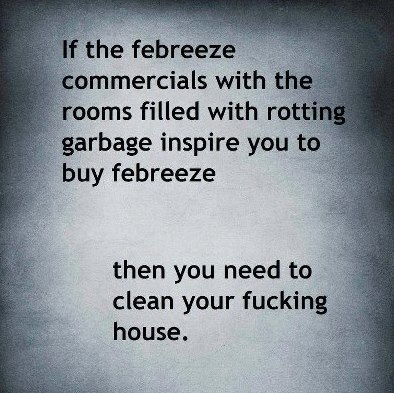 If the febreeze
commercials with the
rooms filled with rotting
garbage inspire you to
buy febreeze
then you need to
clean your fucking
house.